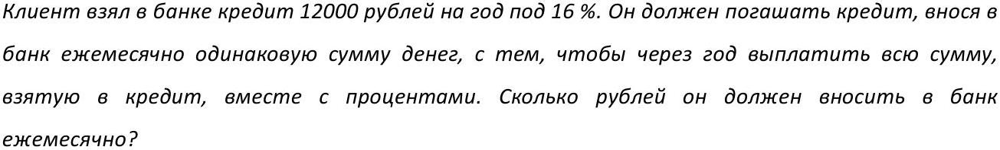 Клиент взял в банке кредит 12000 рублей на год под 16 %. Он должен погашать кредит, внося в
банк ежемесячно одинаковую сумму денег, с тем, чтобы через год выплатить всю сумму,
взятую в кредит, вместе с процентами. Сколько рублей он должен вносить в банк
ежемесячно?